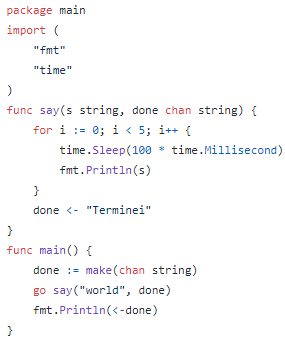 package main
import (
    "fmt"
    "time"
)
func say(s string, done chan string) {
    for i := 0; i < 5; i++ {
        time.Sleep(100 * time.Millisecond)
        fmt.Println(s)
    }
    done <- "Terminei"
}
func main() {
    done := make(chan string)
    go say("world", done)
    fmt.Println(<-done)
}